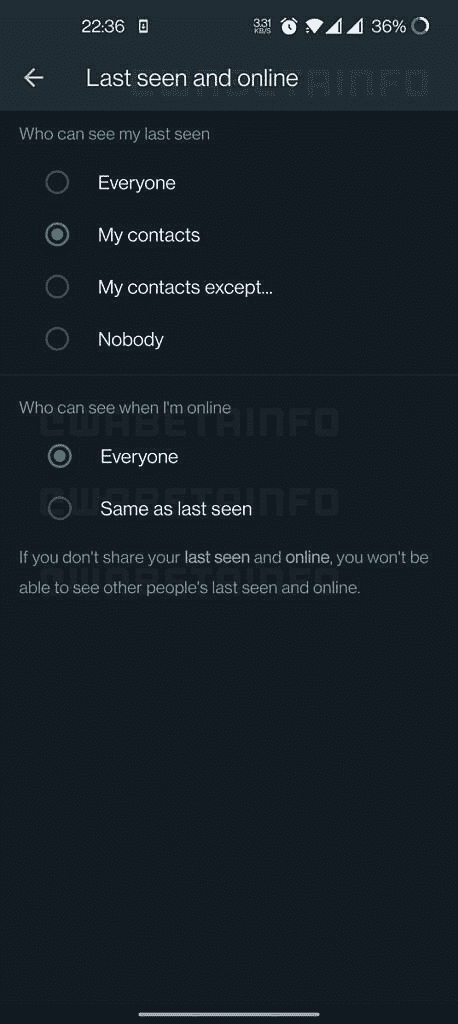 22:36
3.31 KB/S
36%
Last seen and online
Who can see my last seen
Everyone
My contacts
My contacts except...
Nobody
Who can see when I'm online
CWABETAINFO
Everyone
Same as last seen
CWABETAINFO
If you don't share your last seen and online, you won't be
able to see other people's last seen and online.